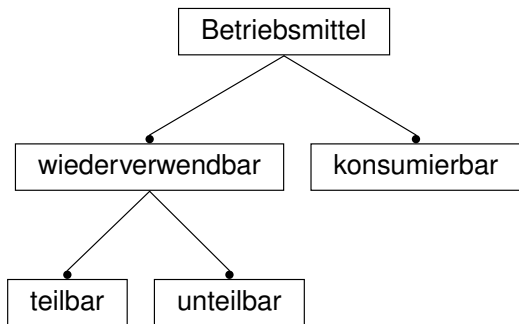 Betriebsmittel
wiederverwendbar
konsumierbar
teilbar
unteilbar